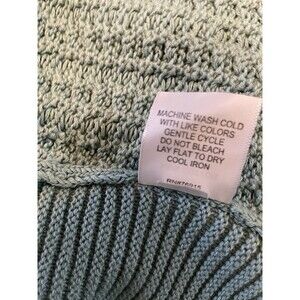 MACHINE WASH COLD
WITH LIKE COLORS
GENTLE CYCLE
DO NOT BLEACH
LAY FLAT TO DRY
COOL IRON